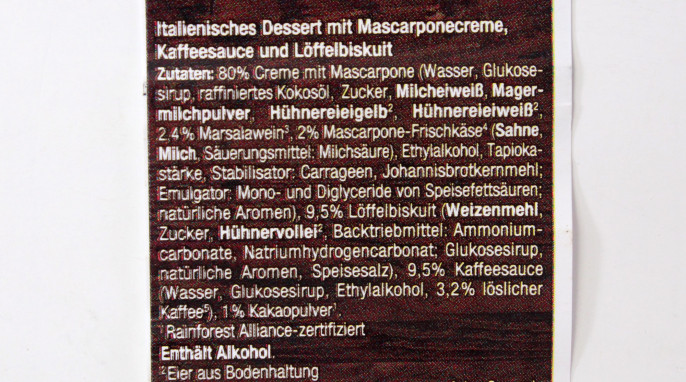 Italienisches Dessert mit Mascarponecreme,
Kaffeesauce und Löffelbiskuit
Zutaten: 80% Creme mit Mascarpone (Wasser, Glukose-
sirup, raffiniertes Kokosöl, Zucker, Milcheiweiß, Mager-
milchpulver, Hühnereieigelb², Hühnereieiweiß²,
2,4% Marsalawein³, 2% Mascarpone-Frischkäse⁴ (Sahne,
Milch, Säuerungsmittel: Milchsäure), Ethylalkohol, Tapioka-
stärke, Stabilisator: Carrageen, Johannisbrotkernmehl;
Emulgator: Mono- und Diglyceride von Speisefettsäuren;
natürliche Aromen), 9,5% Löffelbiskuit (Weizenmehl,
Zucker, Hühnervollei², Backtriebmittel: Ammonium-
carbonate, Natriumhydrogencarbonat; Glukosesirup,
natürliche Aromen, Speisesalz), 9,5% Kaffeesauce
(Wasser, Glukosesirup, Ethylalkohol, 3,2% löslicher
Kaffee⁵), 1% Kakaopulver¹.
¹Rainforest Alliance-zertifiziert
Enthält Alkohol.
²Eier aus Bodenhaltung